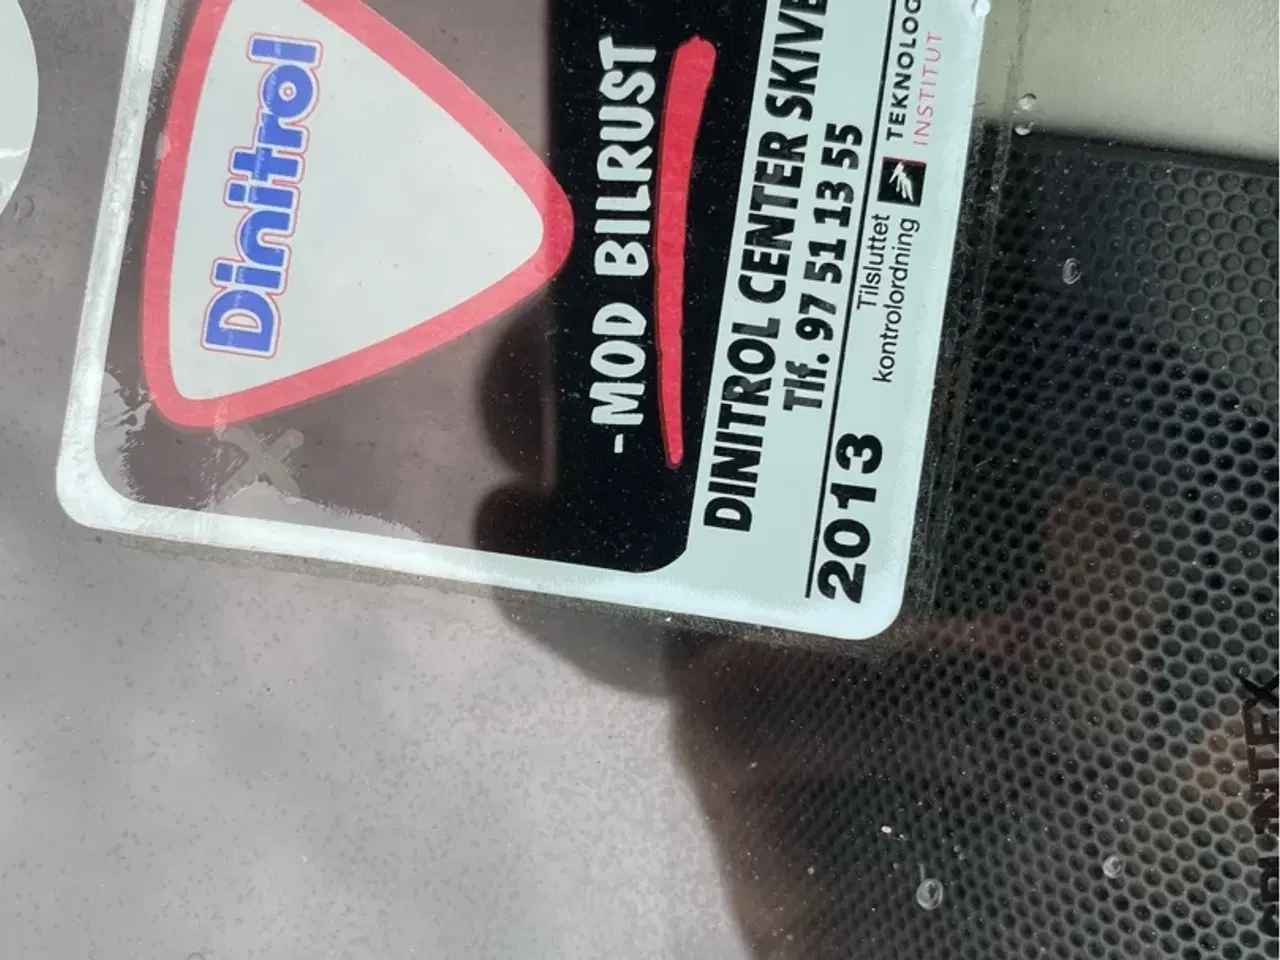 Dinitrol
-MOD BILRUST
DINITROL CENTER SKIVE
Tlf. 97 51 13 55
2013
Tilsluttet
kontrolordning
TEKNOLOG
INSTITUT